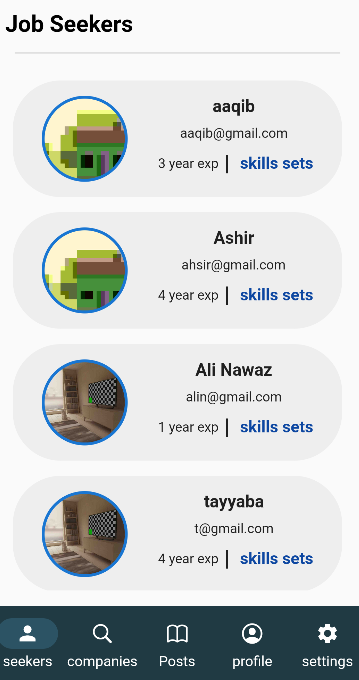 Job Seekers
aaqib
aaqib@gmail.com
3 year exp | skills sets
Ashir
ahsir@gmail.com
4 year exp | skills sets
Ali Nawaz
alin@gmail.com
1 year exp | skills sets
tayyaba
t@gmail.com
4 year exp | skills sets
seekers companies Posts profile settings